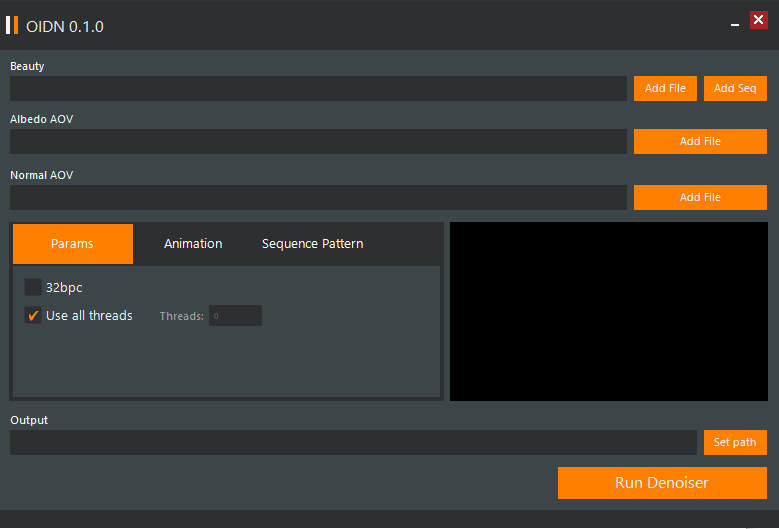 OIDN 0.1.0
Beauty
Add File Add Seq
Albedo AOV
Add File
Normal AOV
Add File
Params Animation Sequence Pattern
32bpc
Use all threads Threads: 0
Output
Set path
Run Denoiser